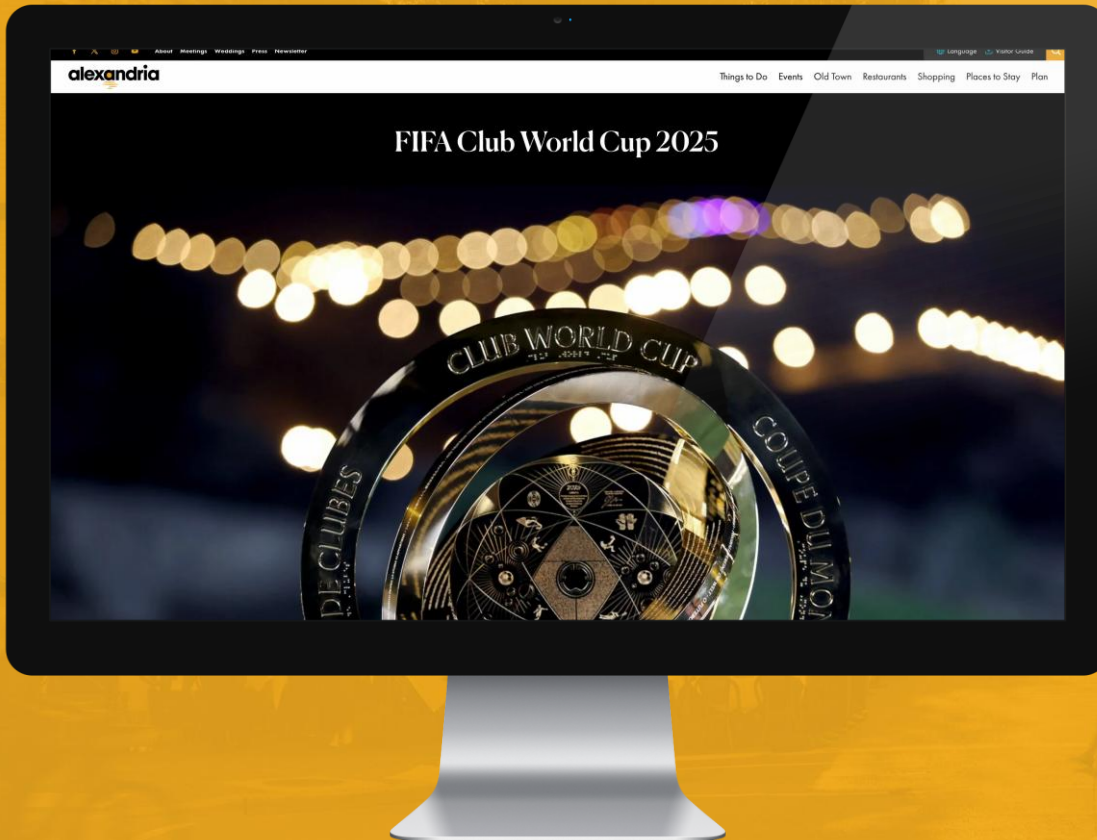 About Meetings Weddings Press Newsletter
Language Visitor Guide
alexandria
Things to Do Events Old Town Restaurants Shopping Places to Stay Plan
FIFA Club World Cup 2025
CLUB WORLD CUP
DE CLUBES
COUPE DU MON